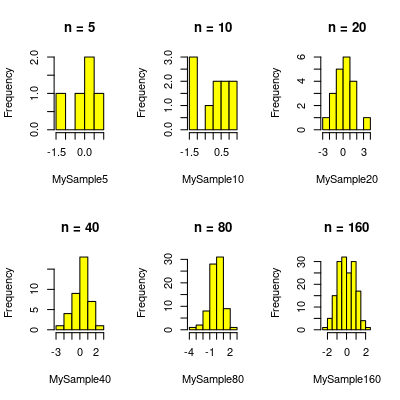 n = 5
Frequency
0.0 1.0 2.0
-1.5 0.0
MySample5
n = 10
Frequency
0.0 1.0 2.0 3.0
-1.5 0.5
MySample10
n = 20
Frequency
0 2 4 6
-3 0 3
MySample20
n = 40
Frequency
0 5 10
-3 0 2
MySample40
n = 80
Frequency
0 10 20 30
-4 -1 2
MySample80
n = 160
Frequency
0 10 20 30
-2 0 2
MySample160